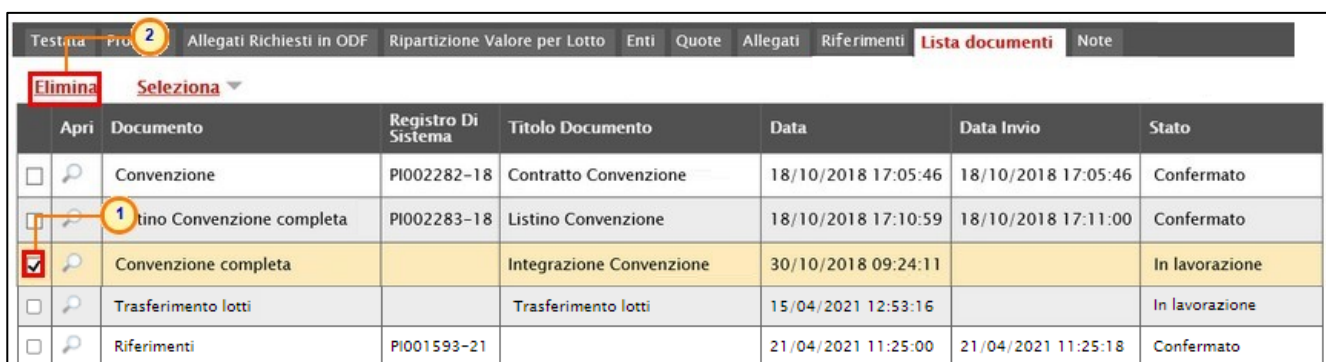 2
Testata Pro Allegati Richiesti in ODF Ripartizione Valore per Lotto Enti Quote Allegati Riferimenti Lista documenti Note
Elimina Seleziona
Apri Documento Registro Di Sistema Titolo Documento Data Data Invio Stato
Convenzione PI002282-18 Contratto Convenzione 18/10/2018 17:05:46 18/10/2018 17:05:46 Confermato
1
tino Convenzione completa PI002283-18 Listino Convenzione 18/10/2018 17:10:59 18/10/2018 17:11:00 Confermato
Convenzione completa Integrazione Convenzione 30/10/2018 09:24:11 In lavorazione
Trasferimento lotti Trasferimento lotti 15/04/2021 12:53:16 In lavorazione
Riferimenti PI001593-21 21/04/2021 11:25:00 21/04/2021 11:25:18 Confermato